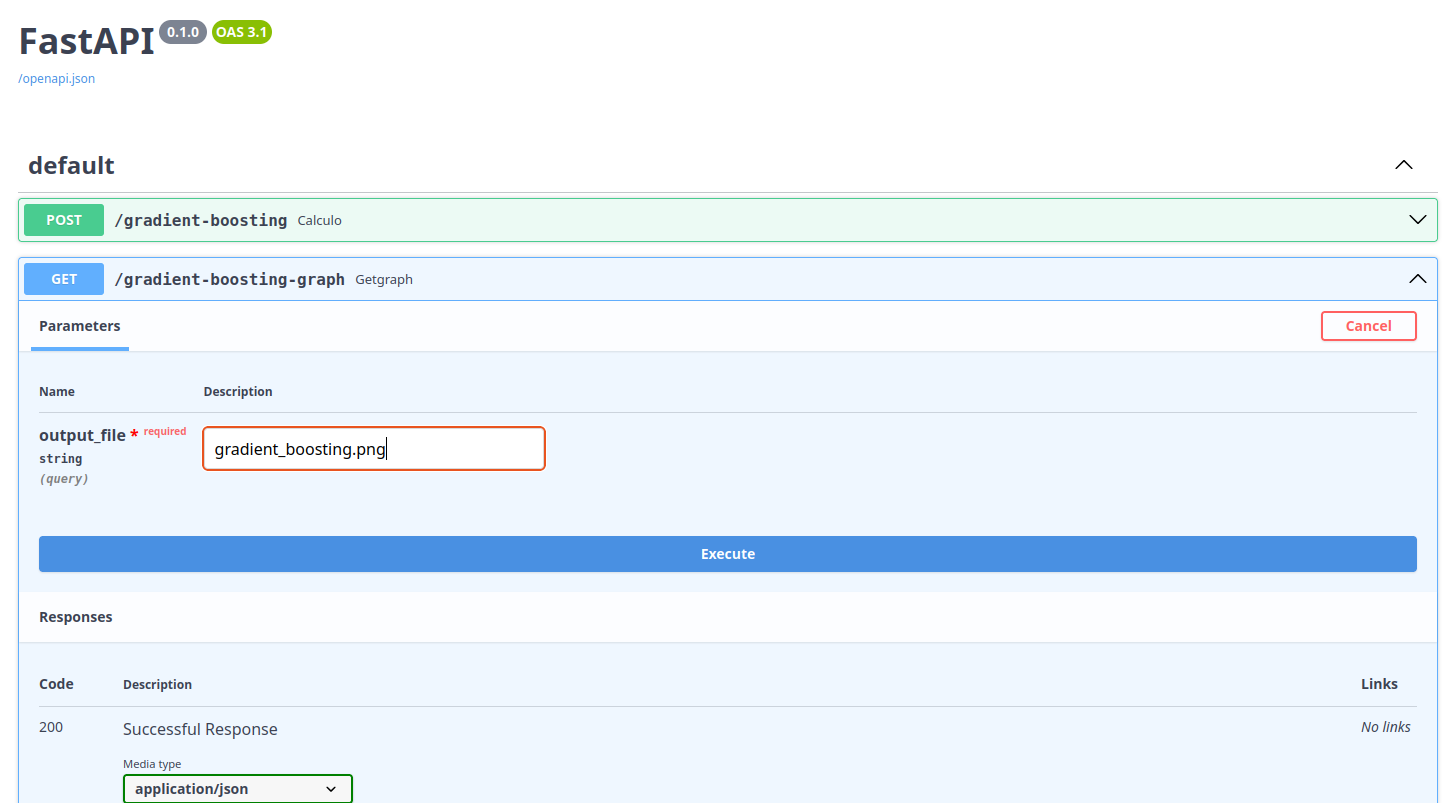 FastAPI 0.1.0 OAS 3.1
/openapi.json
default
POST /gradient-boosting Calculo
GET /gradient-boosting-graph Getgraph
Parameters Cancel
Name Description
output_file * required
string
(query)
gradient_boosting.png
Execute
Responses
Code Description Links
200 Successful Response No links
Media type
application/json